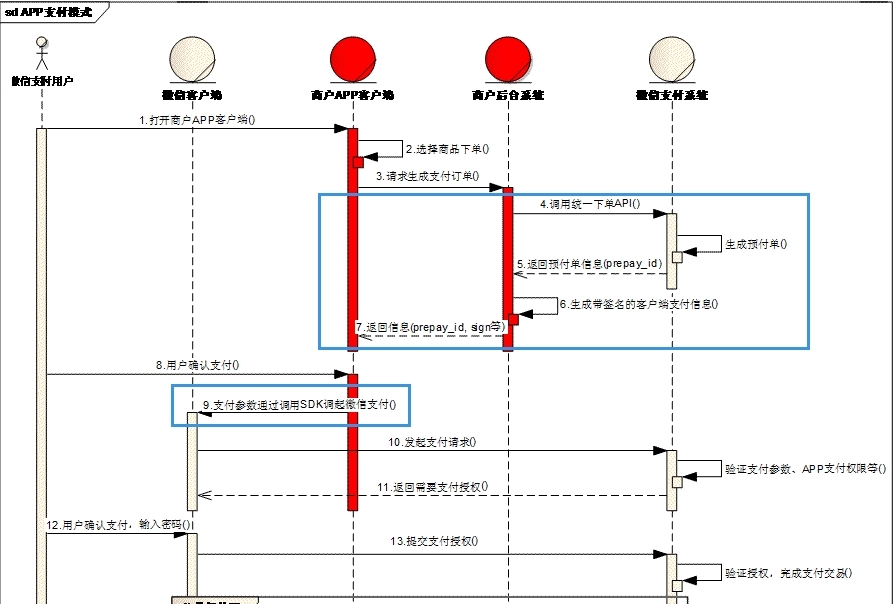 sd APP支付模式
微信支付用户
微信客户端
商户APP客户端
商户后台系统
微信支付系统
1.打开商户APP客户端()
2.选择商品下单()
3.请求生成支付订单()
4.调用统一下单API()
生成预付单()
5.返回预付单信息(prepay_id)
6.生成带签名的客户端支付信息()
7.返回信息(prepay_id, sign等)
8.用户确认支付()
9.支付参数通过调用SDK调起微信支付()
10.发起支付请求()
验证支付参数、APP支付权限等()
11.返回需要支付授权()
12.用户确认支付，输入密码()
13.提交支付授权()
验证授权，完成支付交易()